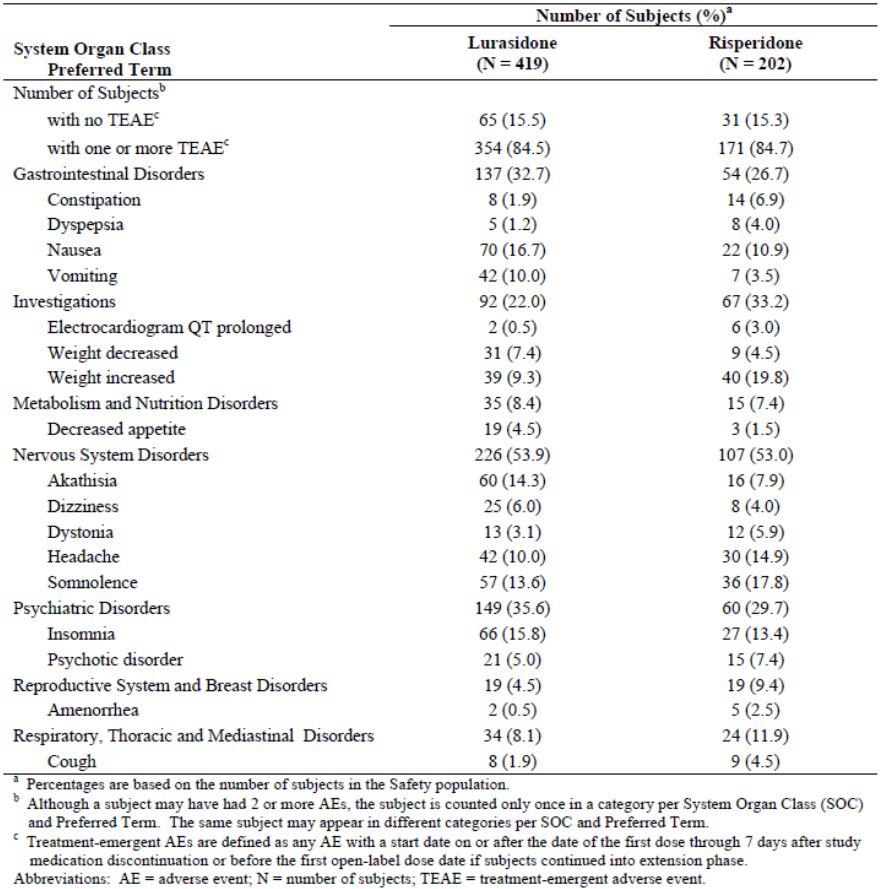 Number of Subjects (%)a
System Organ Class
Preferred Term
Lurasidone
(N = 419)
Risperidone
(N = 202)
Number of Subjectsb
with no TEAEc 65 (15.5) 31 (15.3)
with one or more TEAEc 354 (84.5) 171 (84.7)
Gastrointestinal Disorders 137 (32.7) 54 (26.7)
Constipation 8 (1.9) 14 (6.9)
Dyspepsia 5 (1.2) 8 (4.0)
Nausea 70 (16.7) 22 (10.9)
Vomiting 42 (10.0) 7 (3.5)
Investigations 92 (22.0) 67 (33.2)
Electrocardiogram QT prolonged 2 (0.5) 6 (3.0)
Weight decreased 31 (7.4) 9 (4.5)
Weight increased 39 (9.3) 40 (19.8)
Metabolism and Nutrition Disorders 35 (8.4) 15 (7.4)
Decreased appetite 19 (4.5) 3 (1.5)
Nervous System Disorders 226 (53.9) 107 (53.0)
Akathisia 60 (14.3) 16 (7.9)
Dizziness 25 (6.0) 8 (4.0)
Dystonia 13 (3.1) 12 (5.9)
Headache 42 (10.0) 30 (14.9)
Somnolence 57 (13.6) 36 (17.8)
Psychiatric Disorders 149 (35.6) 60 (29.7)
Insomnia 66 (15.8) 27 (13.4)
Psychotic disorder 21 (5.0) 15 (7.4)
Reproductive System and Breast Disorders 19 (4.5) 19 (9.4)
Amenorrhea 2 (0.5) 5 (2.5)
Respiratory, Thoracic and Mediastinal Disorders 34 (8.1) 24 (11.9)
Cough 8 (1.9) 9 (4.5)
a Percentages are based on the number of subjects in the Safety population.
b Although a subject may have had 2 or more AEs, the subject is counted only once in a category per System Organ Class (SOC)
and Preferred Term. The same subject may appear in different categories per SOC and Preferred Term.
c Treatment-emergent AEs are defined as any AE with a start date on or after the date of the first dose through 7 days after study
medication discontinuation or before the first open-label dose date if subjects continued into extension phase.
Abbreviations: AE = adverse event; N = number of subjects; TEAE = treatment-emergent adverse event.